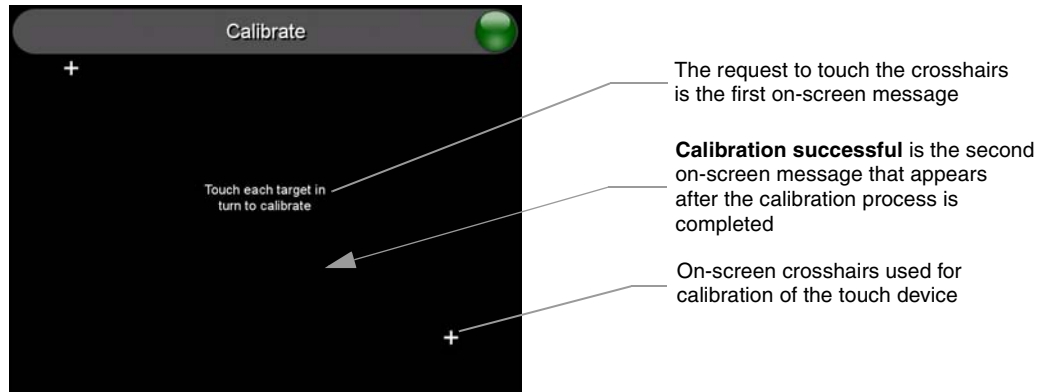 Calibrate
Touch each target in
turn to calibrate
The request to touch the crosshairs
is the first on-screen message
Calibration successful is the second
on-screen message that appears
after the calibration process is
completed
On-screen crosshairs used for
calibration of the touch device